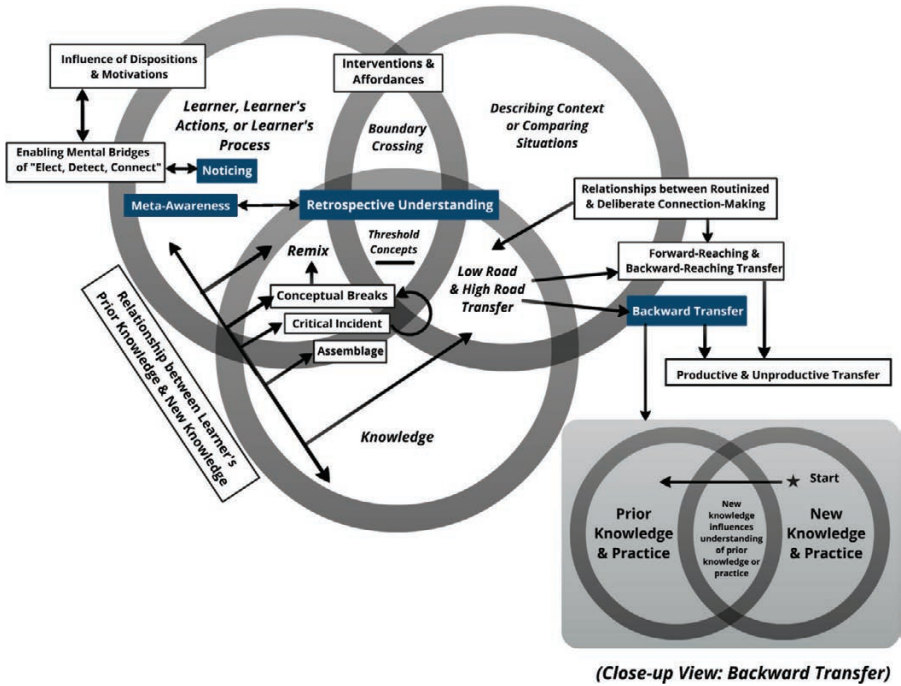 Influence of Dispositions
& Motivations
Interventions &
Affordances
Learner, Learner's
Actions, or Learner's
Process
Boundary
Crossing
Describing Context
or Comparing
Situations
Enabling Mental Bridges
of "Elect, Detect, Connect"
Noticing
Meta-Awareness
Retrospective Understanding
Relationships between Routinized
& Deliberate Connection-Making
Threshold
Concepts
Remix
Low Road
& High Road
Transfer
Forward-Reaching &
Backward-Reaching Transfer
Conceptual Breaks
Critical Incident
Assemblage
Backward Transfer
Productive & Unproductive Transfer
Relationship between Learner's
Prior Knowledge & New Knowledge
Knowledge
Start
Prior
Knowledge
& Practice
New
knowledge
influences
understanding
of prior
knowledge or
practice
New
Knowledge
& Practice
(Close-up View: Backward Transfer)